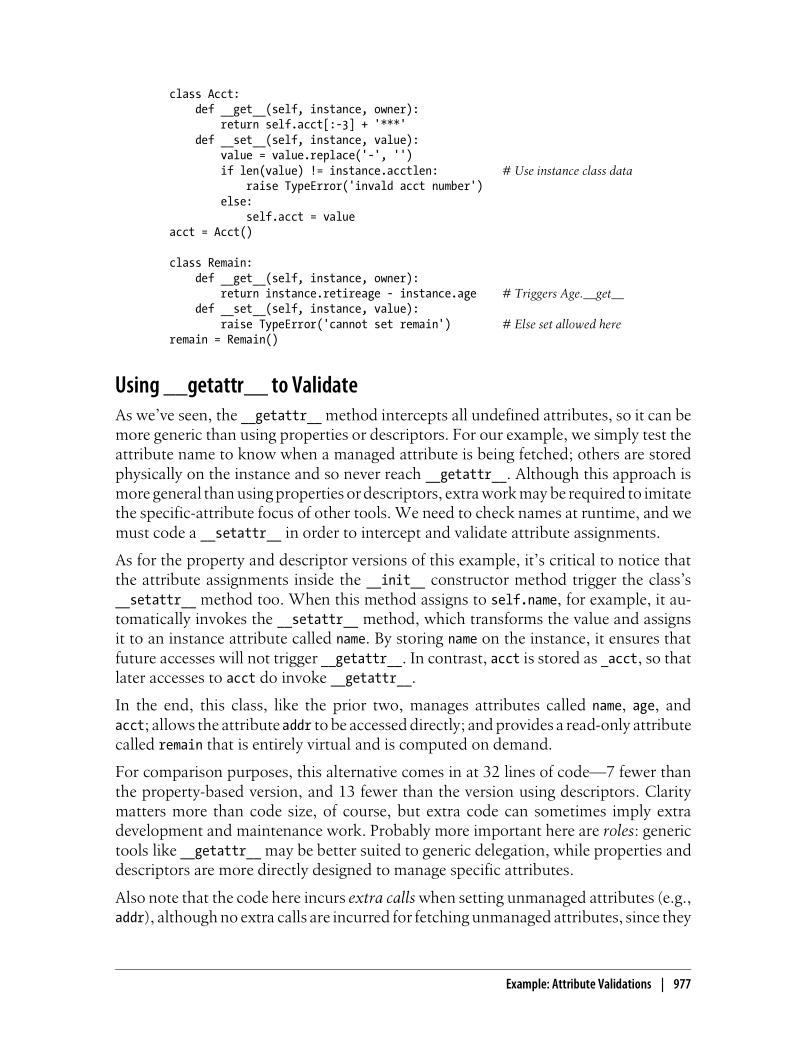 class Acct:
    def __get__(self, instance, owner):
        return self.acct[:-3] + '***'
    def __set__(self, instance, value):
        value = value.replace('-', '')
        if len(value) != instance.acctlen:          # Use instance class data
            raise TypeError('invald acct number')
        else:
            self.acct = value
acct = Acct()
class Remain:
    def __get__(self, instance, owner):
        return instance.retireage - instance.age    # Triggers Age.__get__
    def __set__(self, instance, value):
        raise TypeError('cannot set remain')        # Else set allowed here
remain = Remain()
Using __getattr__ to Validate
As we've seen, the __getattr__ method intercepts all undefined attributes, so it can be
more generic than using properties or descriptors. For our example, we simply test the
attribute name to know when a managed attribute is being fetched; others are stored
physically on the instance and so never reach __getattr__. Although this approach is
more general than using properties or descriptors, extra work may be required to imitate
the specific-attribute focus of other tools. We need to check names at runtime, and we
must code a __setattr__ in order to intercept and validate attribute assignments.
As for the property and descriptor versions of this example, it's critical to notice that
the attribute assignments inside the __init__ constructor method trigger the class's
__setattr__ method too. When this method assigns to self.name, for example, it au-
tomatically invokes the __setattr__ method, which transforms the value and assigns
it to an instance attribute called name. By storing name on the instance, it ensures that
future accesses will not trigger __getattr__. In contrast, acct is stored as _acct, so that
later accesses to acct do invoke __getattr__.
In the end, this class, like the prior two, manages attributes called name, age, and
acct; allows the attribute addr to be accessed directly; and provides a read-only attribute
called remain that is entirely virtual and is computed on demand.
For comparison purposes, this alternative comes in at 32 lines of code—7 fewer than
the property-based version, and 13 fewer than the version using descriptors. Clarity
matters more than code size, of course, but extra code can sometimes imply extra
development and maintenance work. Probably more important here are roles: generic
tools like __getattr__ may be better suited to generic delegation, while properties and
descriptors are more directly designed to manage specific attributes.
Also note that the code here incurs extra calls when setting unmanaged attributes (e.g.,
addr), although no extra calls are incurred for fetching unmanaged attributes, since they
Example: Attribute Validations | 977